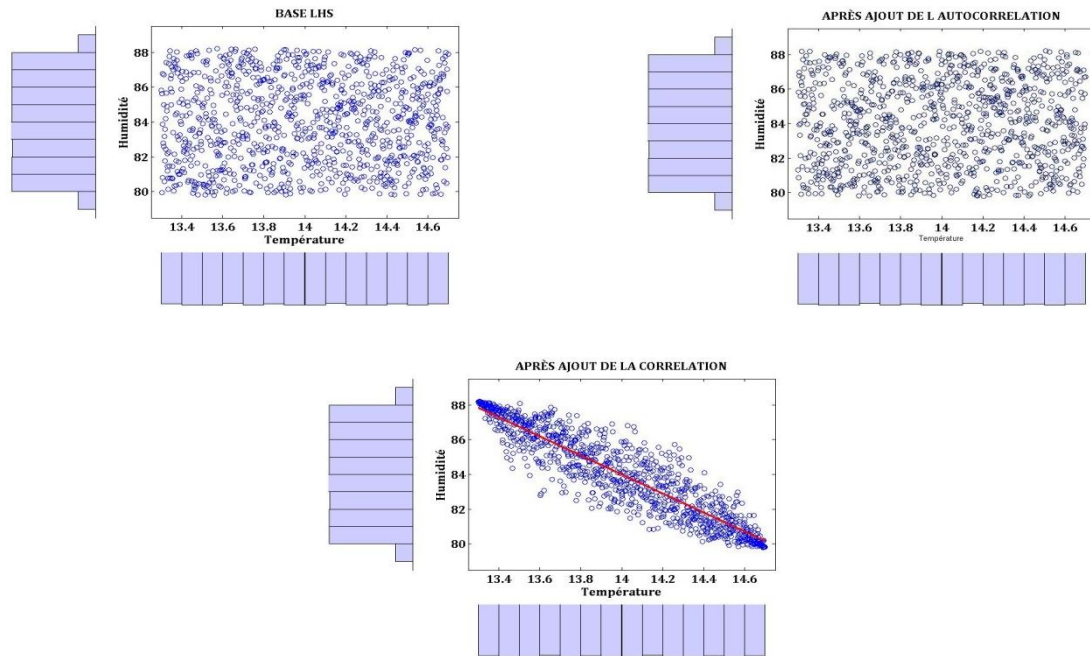 BASE LHS
88
86
84
82
80
Humidité
13.4 13.6 13.8 14 14.2 14.4 14.6
Température
APRÈS AJOUT DE L AUTOCORRELATION
88
86
84
82
80
Humidité
13.4 13.6 13.8 14 14.2 14.4 14.6
Température
APRÈS AJOUT DE LA CORRELATION
88
86
84
82
80
Humidité
13.4 13.6 13.8 14 14.2 14.4 14.6
Température